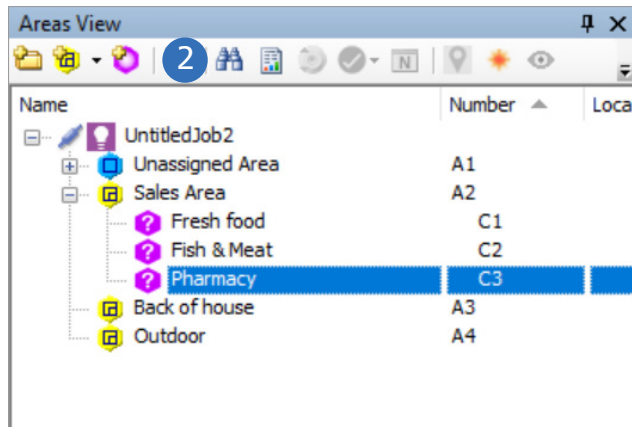 Areas View
2
N
Name Number Loca
UntitledJob2
Unassigned Area A1
Sales Area A2
? Fresh food C1
? Fish & Meat C2
? Pharmacy C3
Back of house A3
Outdoor A4